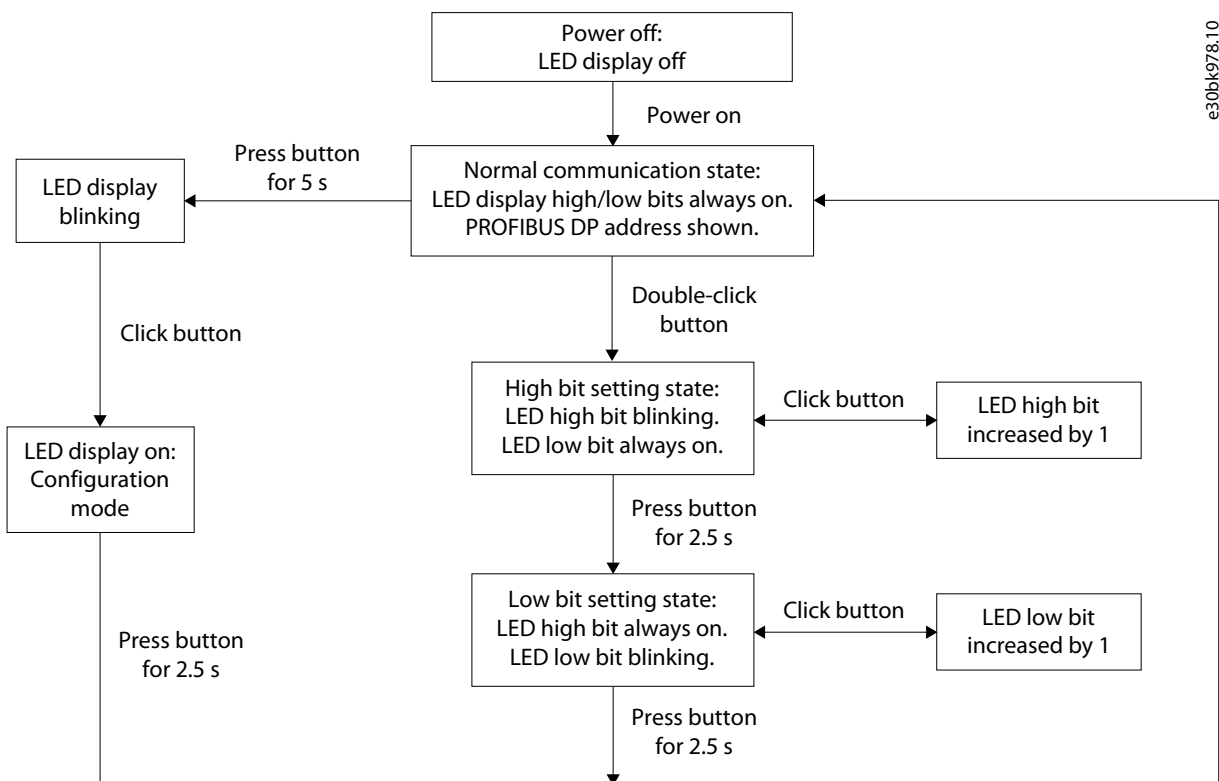 Power off:
LED display off
e30bk978.10
Power on
Press button
for 5 s
Normal communication state:
LED display high/low bits always on.
PROFIBUS DP address shown.
LED display
blinking
Double-click
button
Click button
High bit setting state:
LED high bit blinking.
LED low bit always on.
Click button
LED high bit
increased by 1
LED display on:
Configuration
mode
Press button
for 2.5 s
Low bit setting state:
LED high bit always on.
LED low bit blinking.
Click button
LED low bit
increased by 1
Press button
for 2.5 s
Press button
for 2.5 s